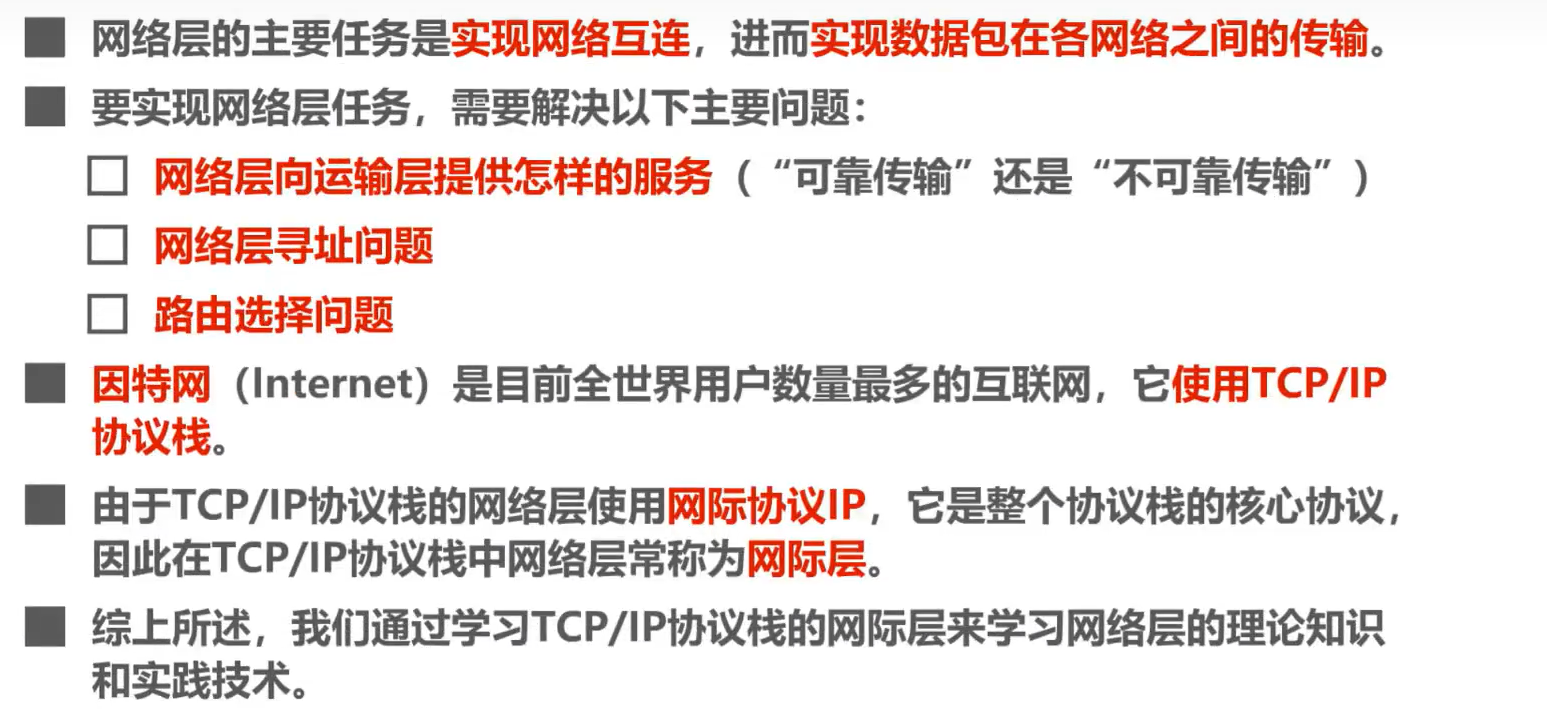 网络层的主要任务是实现网络互连，进而实现数据包在各网络之间的传输。
要实现网络层任务，需要解决以下主要问题：
网络层向运输层提供怎样的服务（“可靠传输”还是“不可靠传输”）
网络层寻址问题
路由选择问题
因特网（Internet）是目前全世界用户数量最多的互联网，它使用TCP/IP
协议栈。
由于TCP/IP协议栈的网络层使用网际协议IP，它是整个协议栈的核心协议，
因此在TCP/IP协议栈中网络层常称为网际层。
综上所述，我们通过学习TCP/IP协议栈的网际层来学习网络层的理论知识
和实践技术。